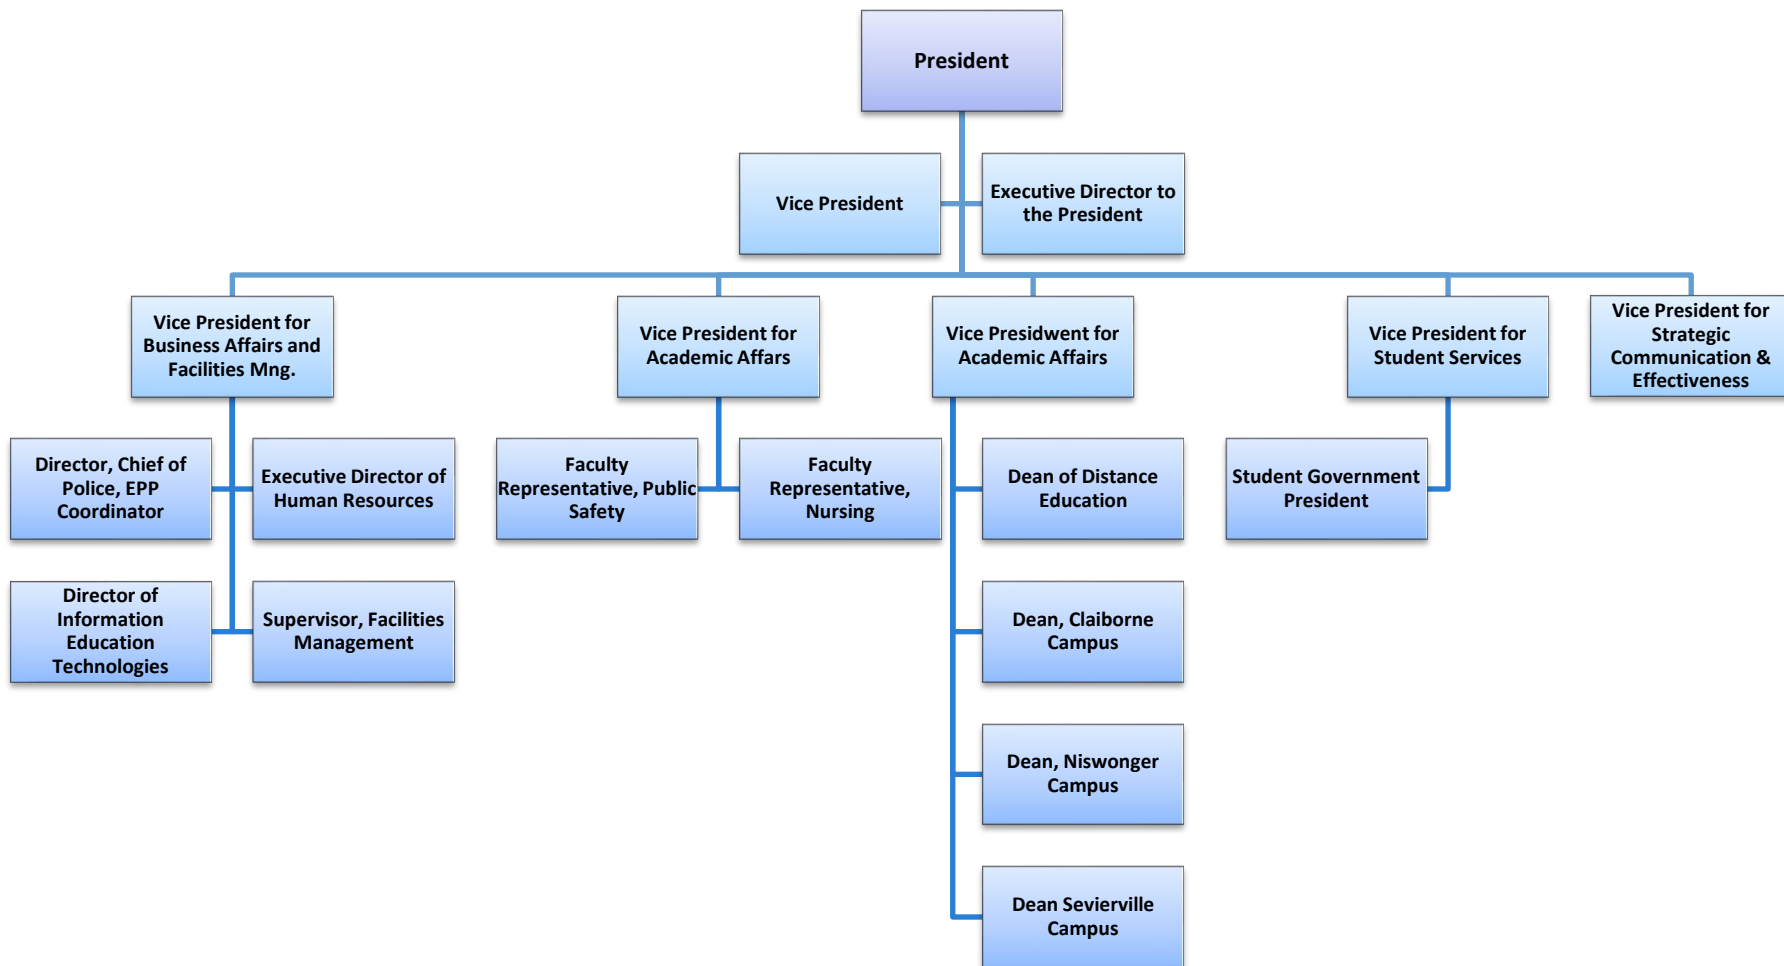 President
Vice President
Executive Director to
the President
Vice President for
Business Affairs and
Facilities Mng.
Vice President for
Academic Affars
Vice Presidwent for
Academic Affairs
Vice President for
Student Services
Vice President for
Strategic
Communication &
Effectiveness
Director, Chief of
Police, EPP
Coordinator
Executive Director of
Human Resources
Faculty
Representative, Public
Safety
Faculty
Representative,
Nursing
Dean of Distance
Education
Student Government
President
Director of
Information
Education
Technologies
Supervisor, Facilities
Management
Dean, Claiborne
Campus
Dean, Niswonger
Campus
Dean Sevierville
Campus